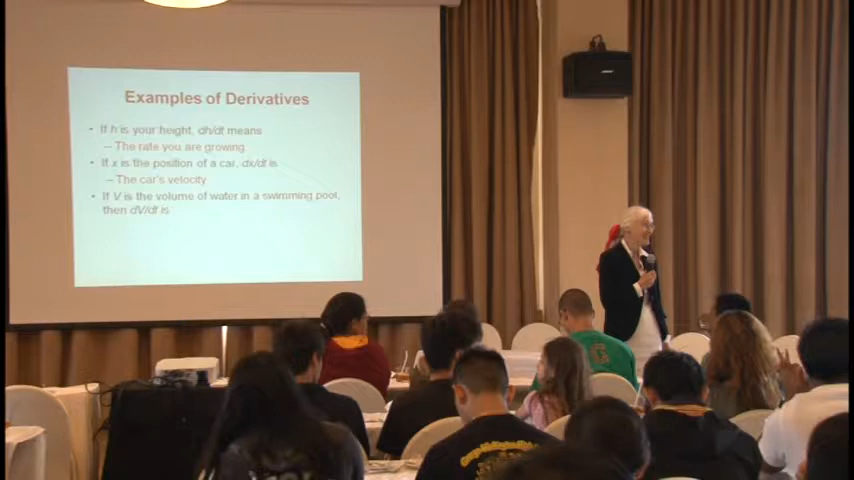 Examples of Derivatives
• If h is your height, dh/dt means
– The rate you are growing
• If x is the position of a car, dx/dt is
– The car's velocity
• If V is the volume of water in a swimming pool,
then dV/dt is
G